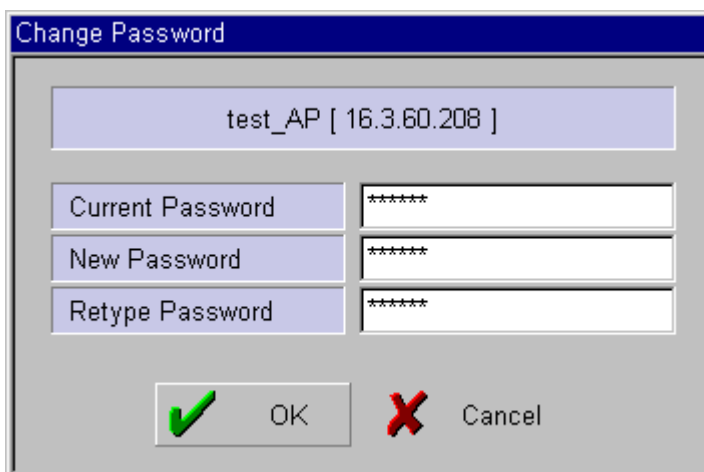 Change Password
test_AP [ 16.3.60.208 ]
Current Password ******
New Password ******
Retype Password ******
OK Cancel